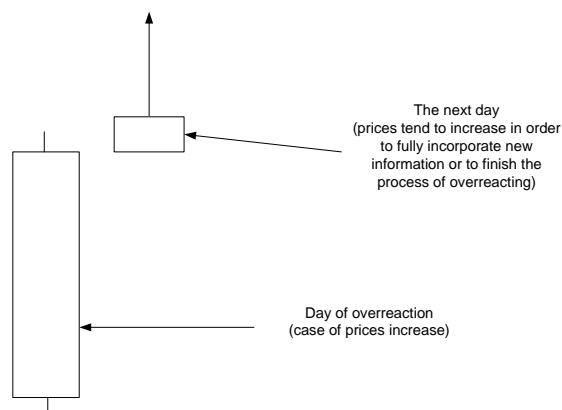 The next day
(prices tend to increase in order
to fully incorporate new
information or to finish the
process of overreacting)
Day of overreaction
(case of prices increase)